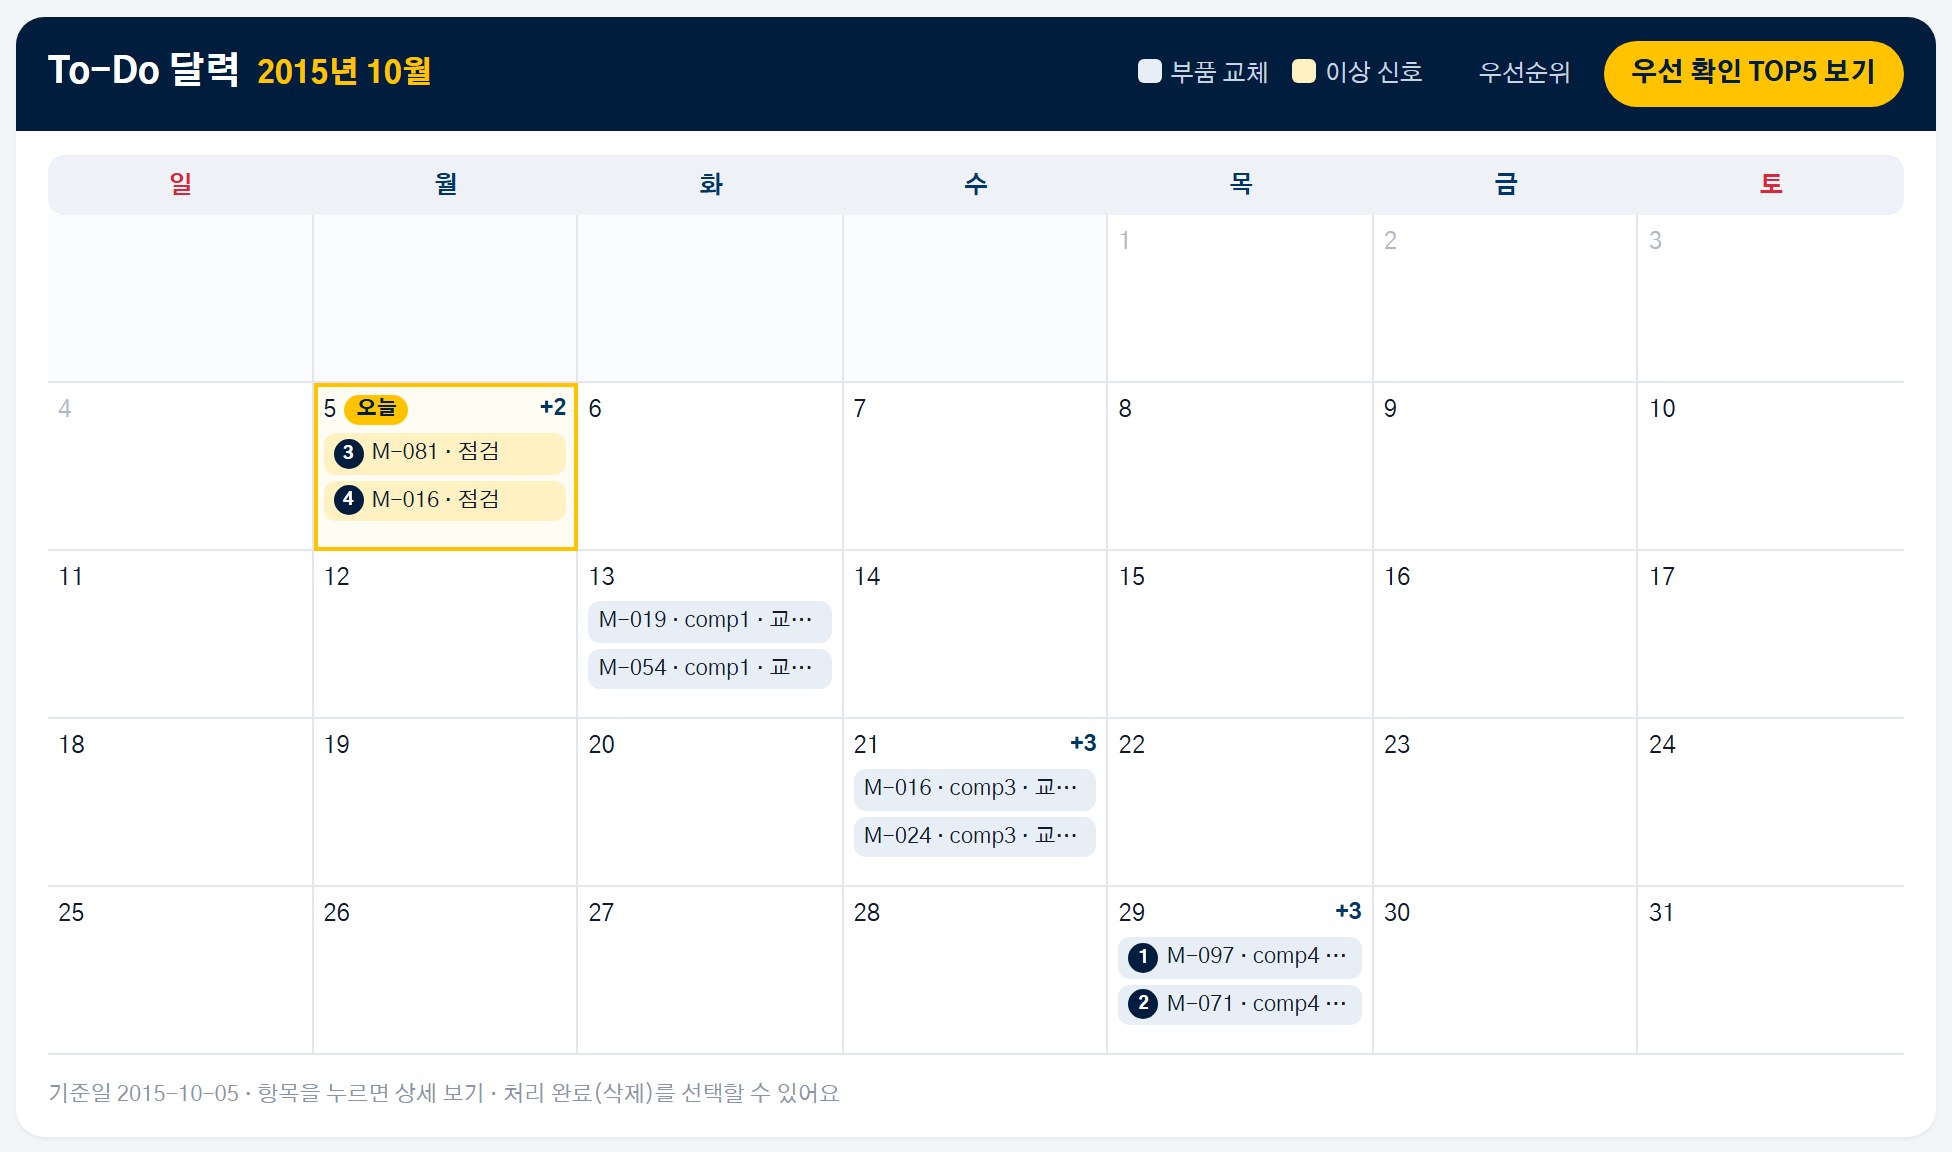 To-Do 달력 2015년 10월
부품 교체 이상 신호 우선순위 우선 확인 TOP5 보기
일 월 화 수 목 금 토
1 2 3
4 5 오늘 +2 6 7 8 9 10
3 M-081 · 점검
4 M-016 · 점검
11 12 13 14 15 16 17
M-019 · comp1 · 교…
M-054 · comp1 · 교…
18 19 20 21 +3 22 23 24
M-016 · comp3 · 교…
M-024 · comp3 · 교…
25 26 27 28 29 +3 30 31
1 M-097 · comp4 …
2 M-071 · comp4 …
기준일 2015-10-05 · 항목을 누르면 상세 보기 · 처리 완료(삭제)를 선택할 수 있어요